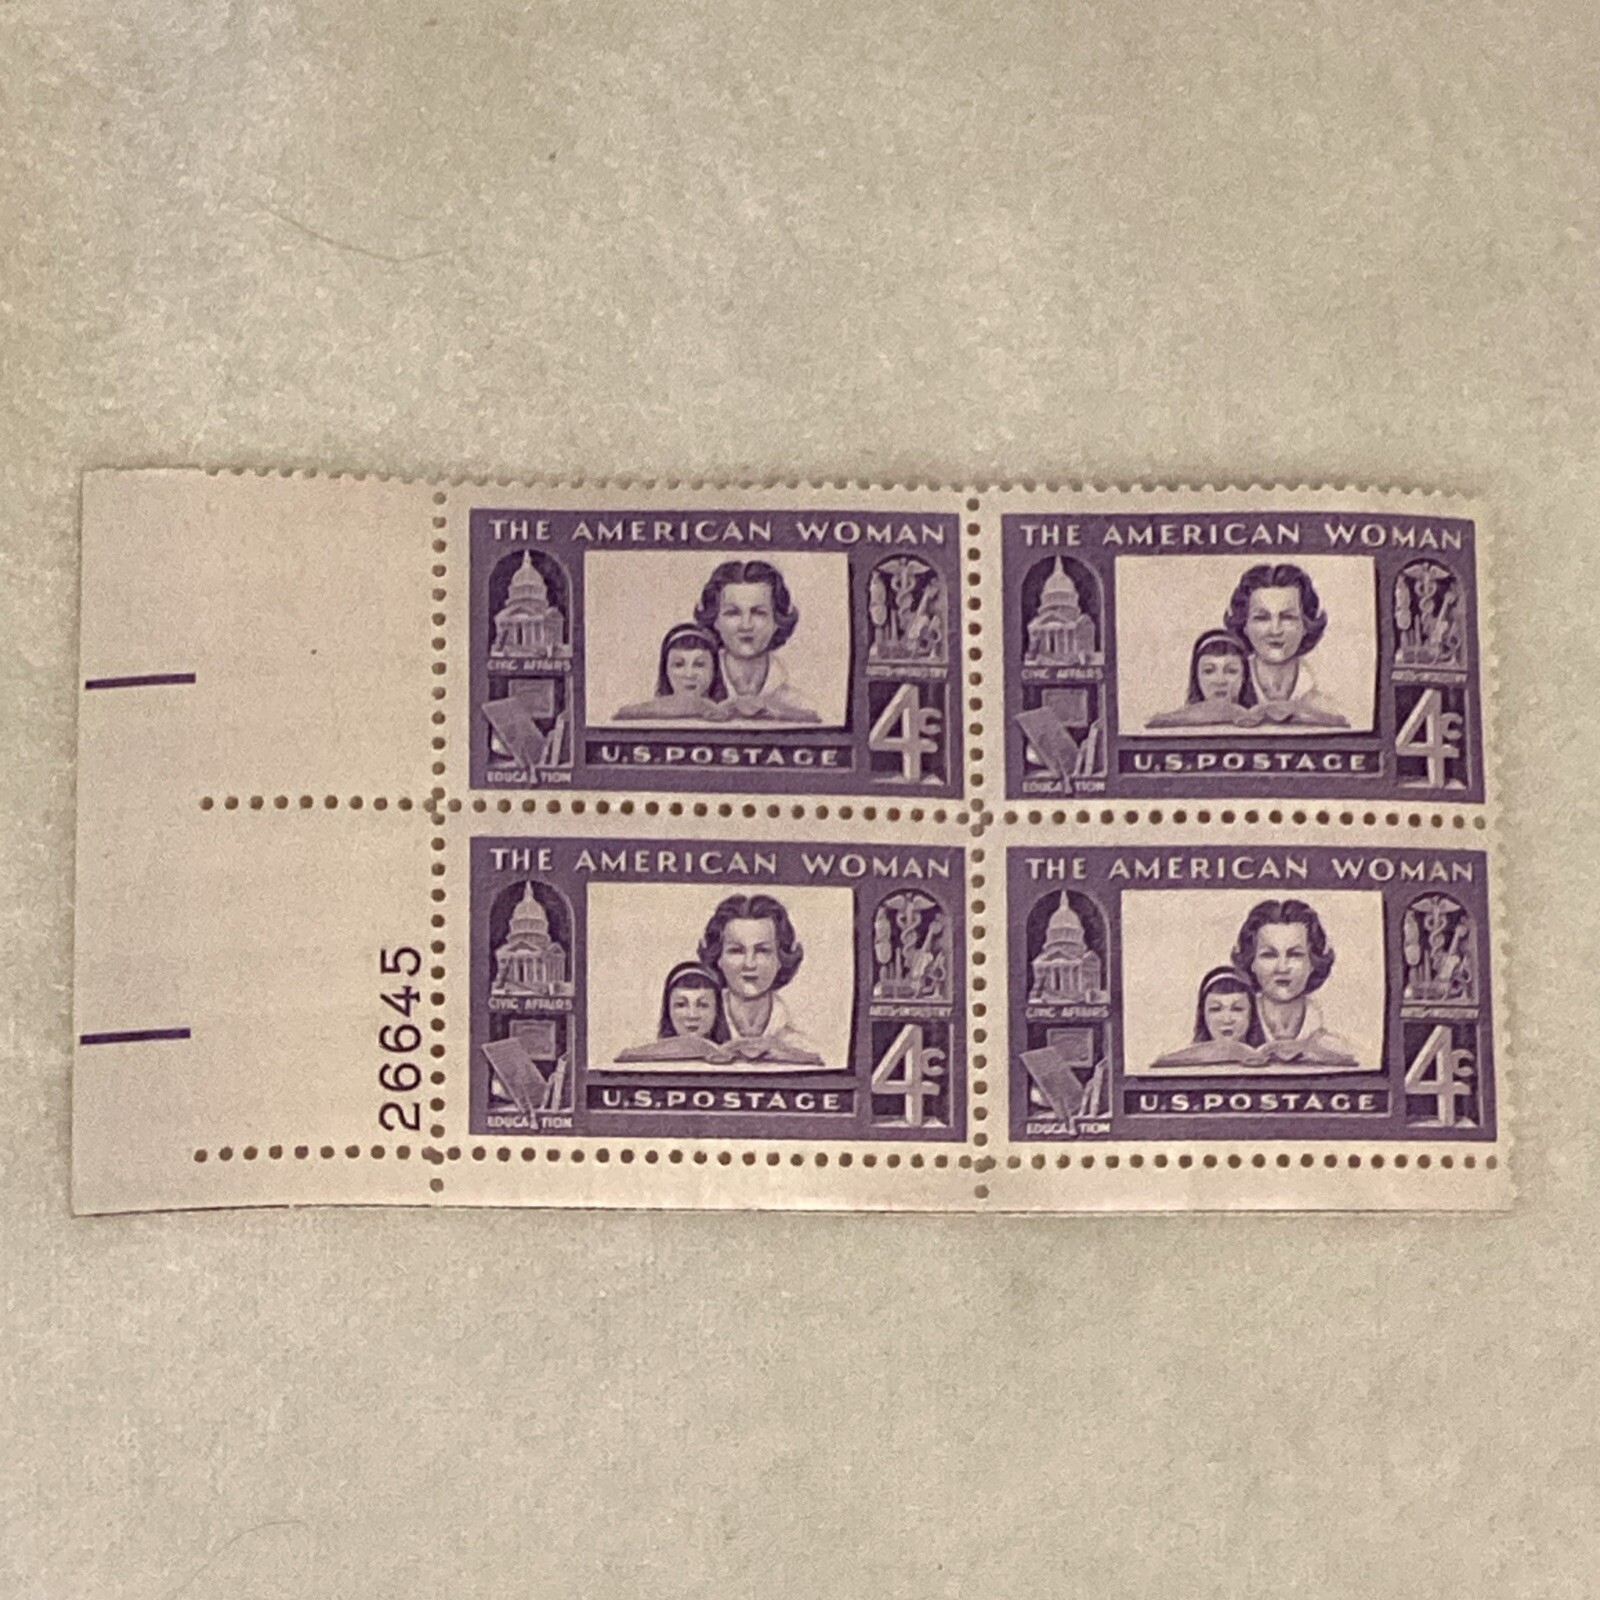 THE AMERICAN WOMAN
CIVIC AFFAIRS
ARTS-INDUSTRY
4¢
EDUCATION
U.S.POSTAGE
THE AMERICAN WOMAN
CIVIC AFFAIRS
ARTS-INDUSTRY
4¢
EDUCATION
U.S.POSTAGE
26645
THE AMERICAN WOMAN
CIVIC AFFAIRS
ARTS-INDUSTRY
4¢
EDUCATION
U.S.POSTAGE
THE AMERICAN WOMAN
CIVIC AFFAIRS
ARTS-INDUSTRY
4¢
EDUCATION
U.S.POSTAGE